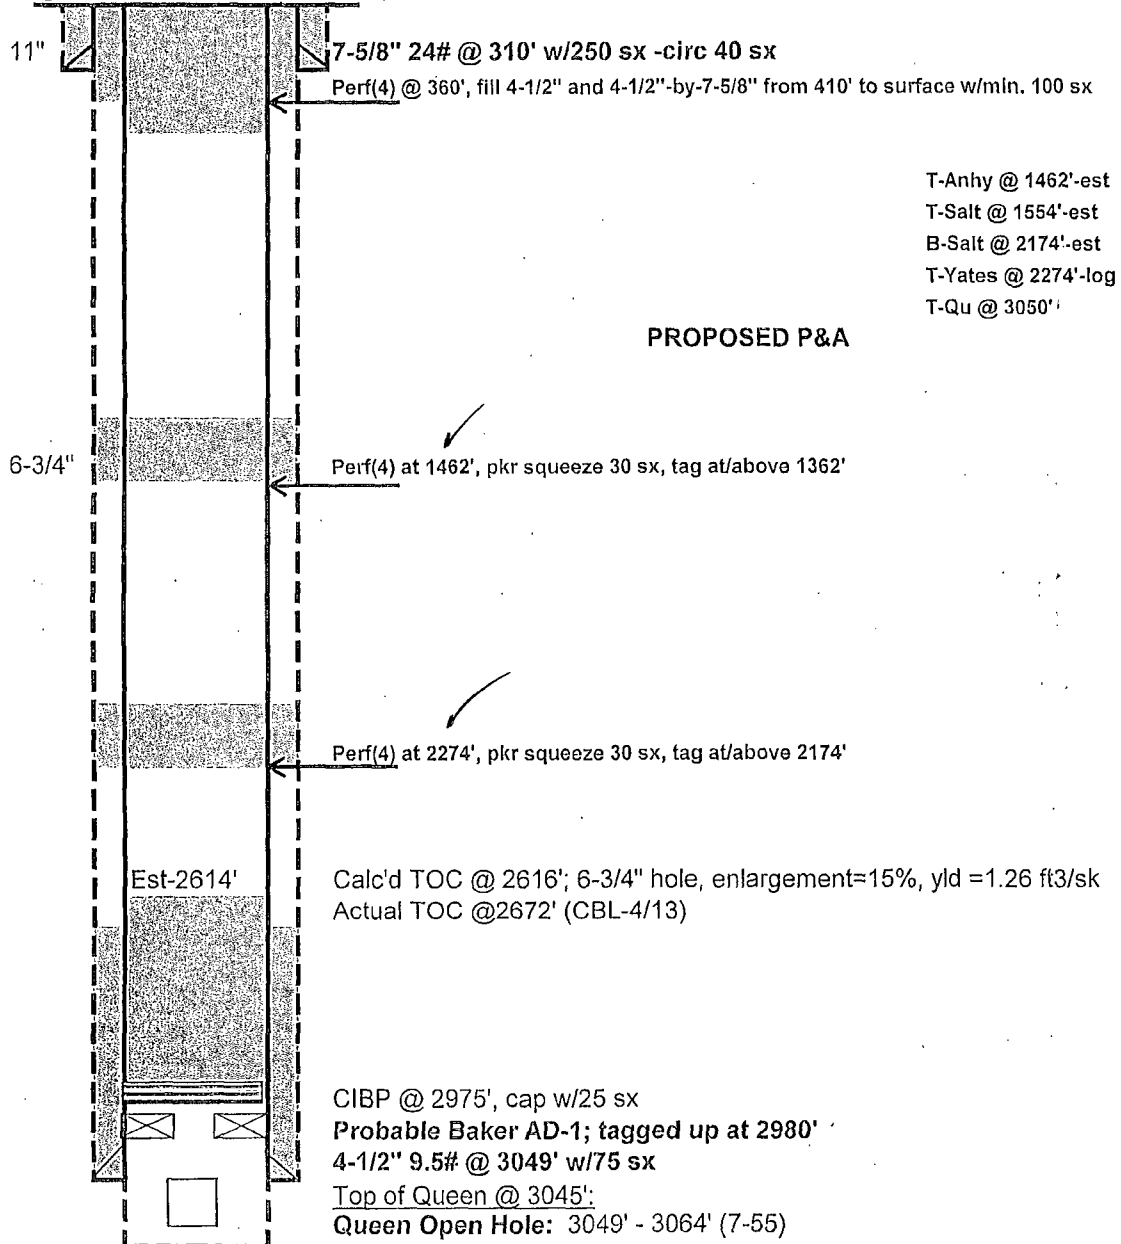 11"
7-5/8" 24# @ 310' w/250 sx -circ 40 sx
Perf(4) @ 360', fill 4-1/2" and 4-1/2"-by-7-5/8" from 410' to surface w/min. 100 sx
T-Anhy @ 1462'-est
T-Salt @ 1554'-est
B-Salt @ 2174'-est
T-Yates @ 2274'-log
T-Qu @ 3050'
PROPOSED P&A
6-3/4"
Perf(4) at 1462', pkr squeeze 30 sx, tag at/above 1362'
Perf(4) at 2274', pkr squeeze 30 sx, tag at/above 2174'
Est-2614'
Calc'd TOC @ 2616'; 6-3/4" hole, enlargement=15%, yld =1.26 ft3/sk
Actual TOC @2672' (CBL-4/13)
CIBP @ 2975', cap w/25 sx
Probable Baker AD-1; tagged up at 2980'
4-1/2" 9.5# @ 3049' w/75 sx
Top of Queen @ 3045':
Queen Open Hole: 3049' - 3064' (7-55)